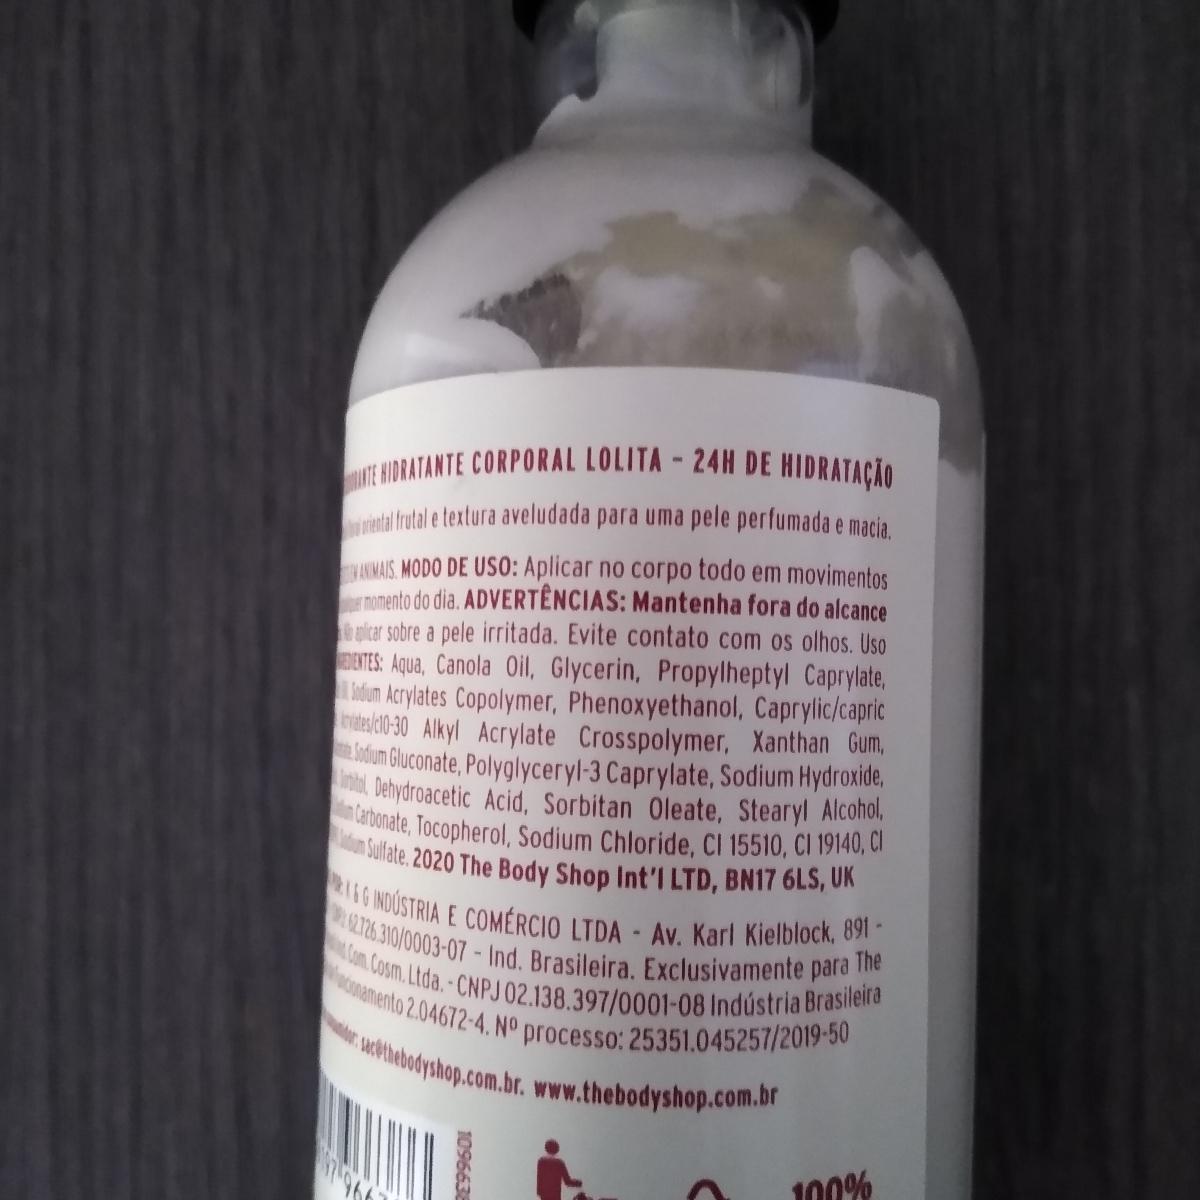 HIDRATANTE CORPORAL LOLITA - 24H DE HIDRATAÇÃO
oriental frutal e textura aveludada para uma pele perfumada e macia.
EM ANIMAIS. MODO DE USO: Aplicar no corpo todo em movimentos
momento do dia. ADVERTÊNCIAS: Mantenha fora do alcance
aplicar sobre a pele irritada. Evite contato com os olhos. Uso
Aqua, Canola Oil, Glycerin, Propylheptyl Caprylate,
Sodium Acrylates Copolymer, Phenoxyethanol, Caprylic/capric
Acrylates/c10-30 Alkyl Acrylate Crosspolymer, Xanthan Gum,
Sodium Gluconate, Polyglyceryl-3 Caprylate, Sodium Hydroxide,
Sorbitol, Dehydroacetic Acid, Sorbitan Oleate, Stearyl Alcohol,
Carbonate, Tocopherol, Sodium Chloride, CI 15510, CI 19140, CI
Sodium Sulfate. 2020 The Body Shop Int'l LTD, BN17 6LS, UK
K & G INDÚSTRIA E COMÉRCIO LTDA - Av. Karl Kielblock, 891 -
62.726.310/0003-07 - Ind. Brasileira. Exclusivamente para The
Com. Cosm. Ltda. - CNPJ 02.138.397/0001-08 Indústria Brasileira
funcionamento 2.04672-4. Nº processo: 25351.045257/2019-50
sac@thebodyshop.com.br. www.thebodyshop.com.br
100%